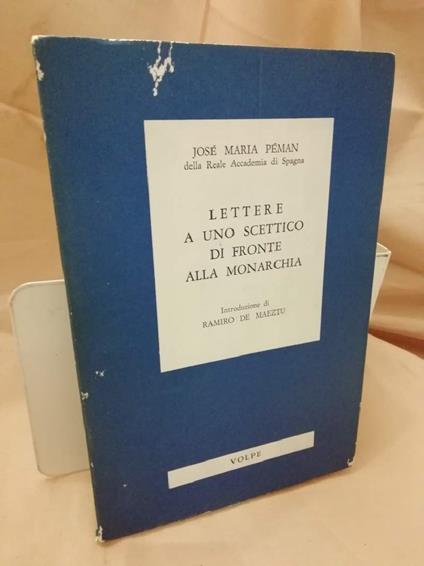 JOSÉ MARIA PÉMAN
della Reale Accademia di Spagna
LETTERE
A UNO SCETTICO
DI FRONTE
ALLA MONARCHIA
Introduzione di
RAMIRO DE MAEZTU
VOLPE